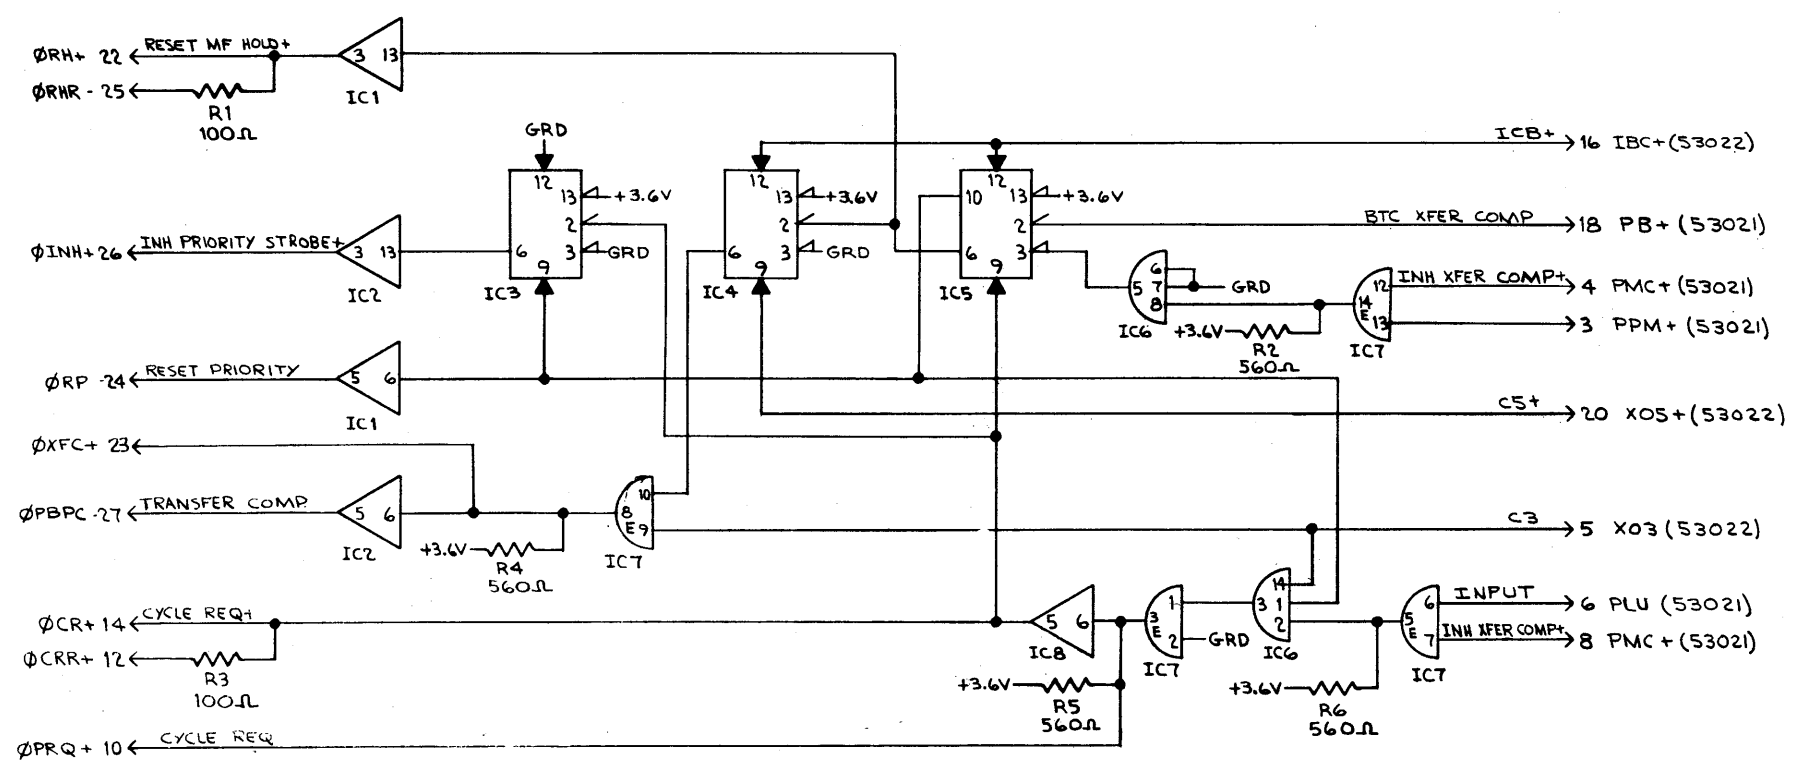 ØRH+ 22 RESET MF HOLD+ 3 13
IC1
ØRHR - 25
R1
100Ω
GRD
12
13 +3.6V
2
3 GRD
6
9
IC3
12
13 +3.6V
2
3 GRD
6
9
IC4
ICB+ 16 IBC+(53022)
12
10
13 +3.6V
2 BTC XFER COMP 18 PB+(53021)
3
6
9
IC5
ØINH+ 26 INH PRIORITY STROBE+ 3 13
IC2
6
7 GRD
8
5
IC6
INH XFER COMP+ 4 PMC+(53021)
12
14
E
13
3 PPM+(53021)
IC7
+3.6V
R2
560Ω
ØRP -24 RESET PRIORITY 5 6
IC1
C5+ 20 XO5+(53022)
ØXFC+ 23
ØPBPC -27 TRANSFER COMP 5 6
IC2
+3.6V
R4
560Ω
10
8
E 9
IC7
C3 5 XO3(53022)
ØCR+ 14 CYCLE REQ+
ØCRR+ 12
R3
100Ω
5 6
IC8
+3.6V
R5
560Ω
1
3
E
2 GRD
IC7
14
3 1
2
IC6
+3.6V
R6
560Ω
6 INPUT 6 PLU (53021)
5
E
7 INH XFER COMP+ 8 PMC+(53021)
IC7
ØPRQ+ 10 CYCLE REQ